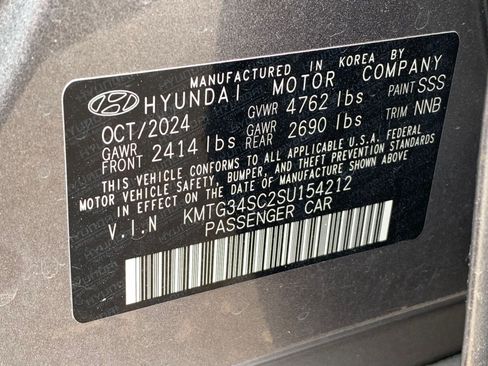 MANUFACTURED IN KOREA BY
HYUNDAI MOTOR COMPANY
OCT/2024 GVWR 4762 lbs PAINT SSS
GAWR FRONT 2414 lbs GAWR REAR 2690 lbs TRIM NNB
THIS VEHICLE CONFORMS TO ALL APPLICABLE U.S.A. FEDERAL
MOTOR VEHICLE SAFETY, BUMPER, AND THEFT PREVENTION STANDARDS
IN EFFECT ON THE DATE OF MANUFACTURE SHOWN ABOVE.
V.I.N KMTG34SC2SU154212
PASSENGER CAR